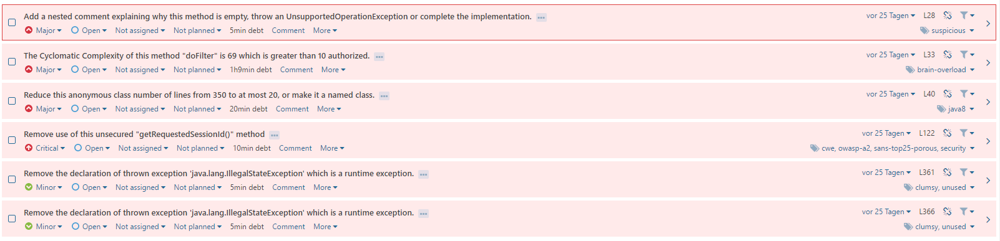 Add a nested comment explaining why this method is empty, throw an UnsupportedOperationException or complete the implementation. vor 25 Tagen L28
Major Open Not assigned Not planned 5min debt Comment More suspicious
The Cyclomatic Complexity of this method "doFilter" is 69 which is greater than 10 authorized. vor 25 Tagen L33
Major Open Not assigned Not planned 1h9min debt Comment More brain-overload
Reduce this anonymous class number of lines from 350 to at most 20, or make it a named class. vor 25 Tagen L40
Major Open Not assigned Not planned 20min debt Comment More java8
Remove use of this unsecured "getRequestedSessionId()" method vor 25 Tagen L122
Critical Open Not assigned Not planned 10min debt Comment More cwe, owasp-a2, sans-top25-porous, security
Remove the declaration of thrown exception 'java.lang.IllegalStateException' which is a runtime exception. vor 25 Tagen L361
Minor Open Not assigned Not planned 5min debt Comment More clumsy, unused
Remove the declaration of thrown exception 'java.lang.IllegalStateException' which is a runtime exception. vor 25 Tagen L366
Minor Open Not assigned Not planned 5min debt Comment More clumsy, unused